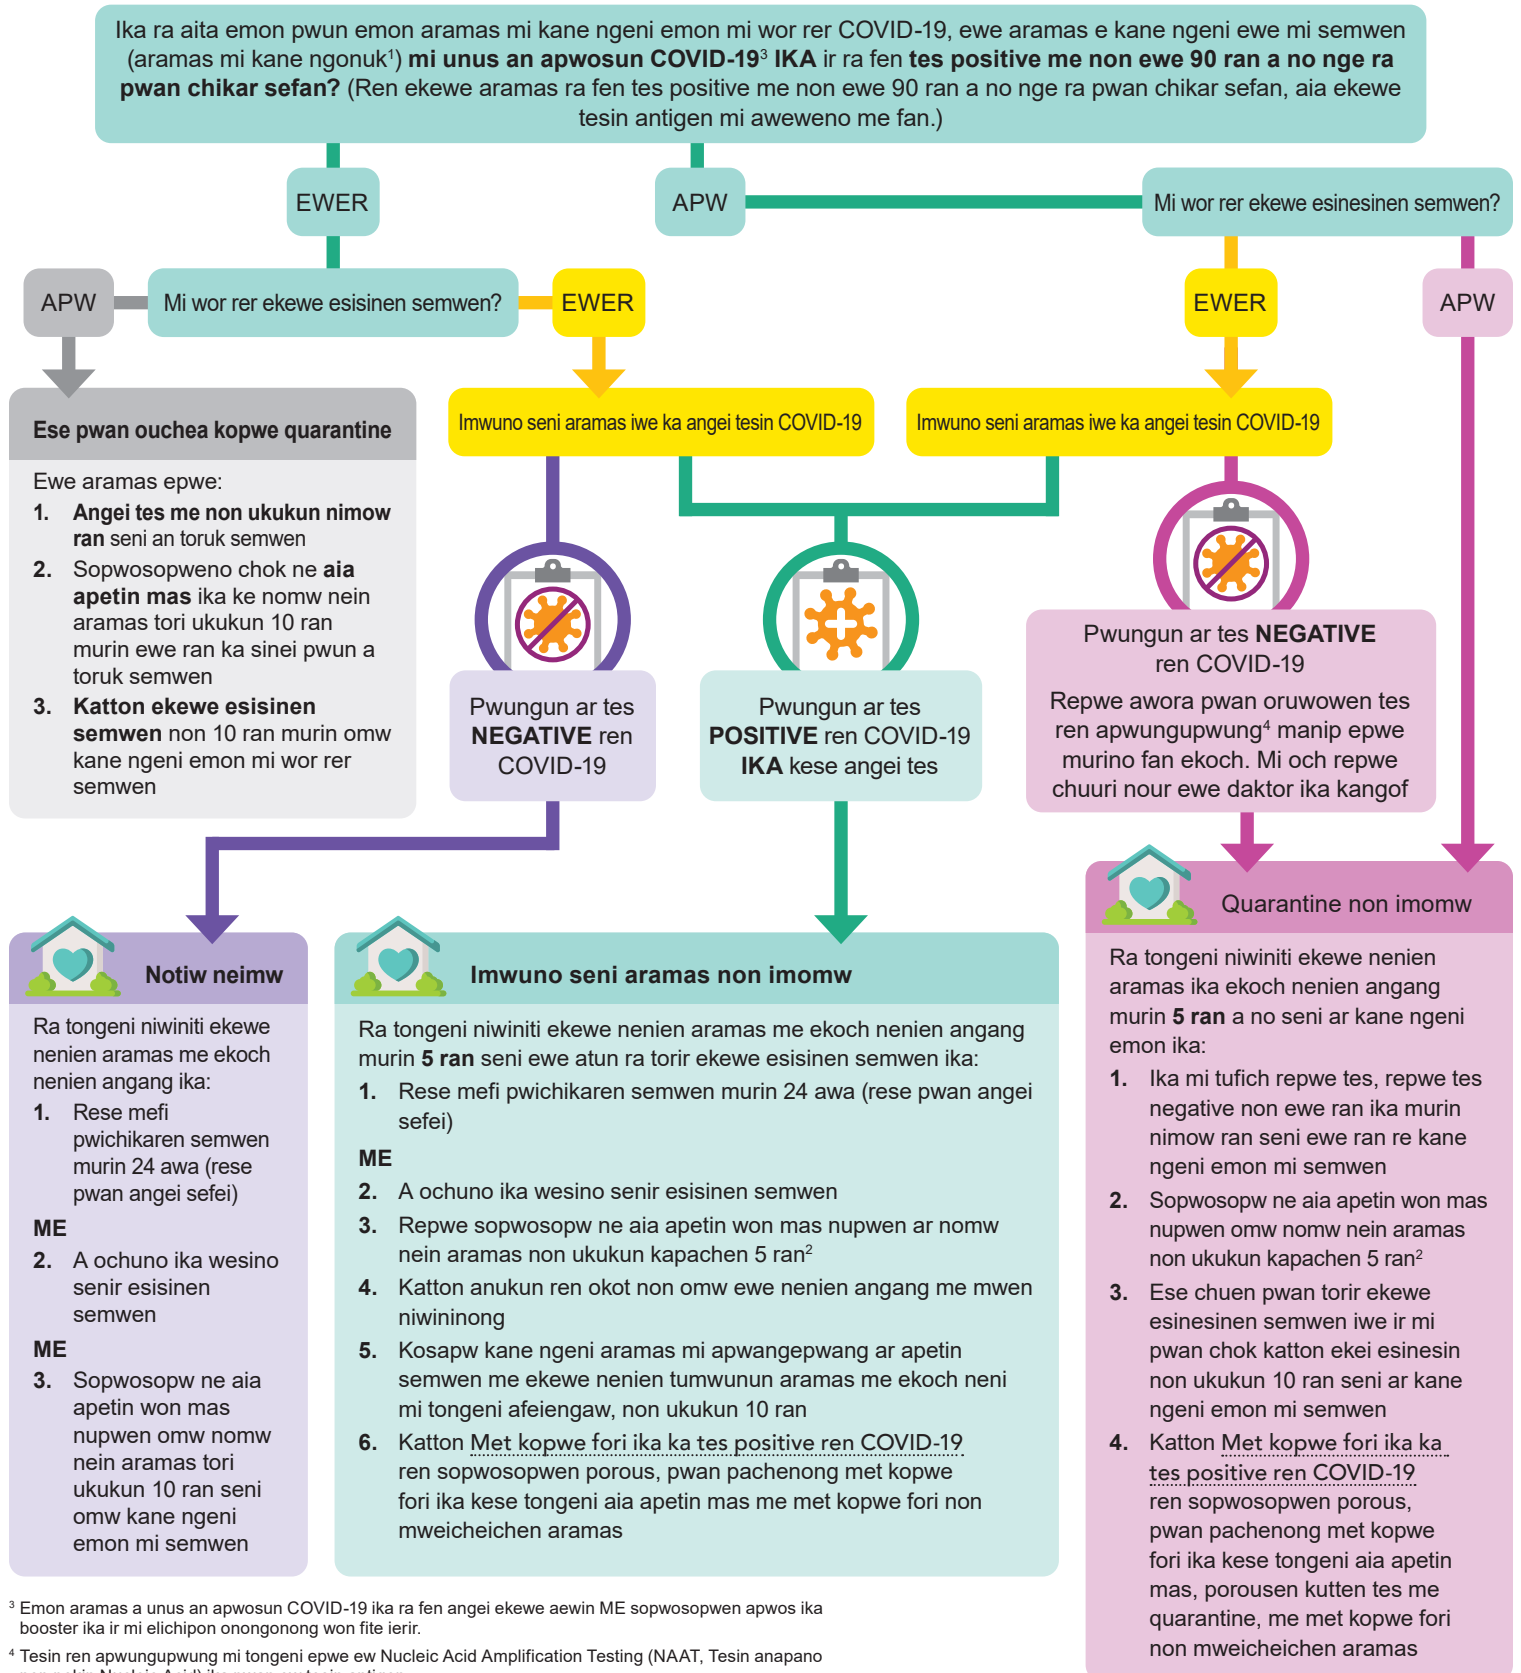 Ika ra aita emon pwun emon aramas mi kane ngeni emon mi wor rer COVID-19, ewe aramas e kane ngeni ewe mi semwen
(aramas mi kane ngonuk¹) mi unus an apwosun COVID-19³ IKA ir ra fen tes positive me non ewe 90 ran a no nge ra
pwan chikar sefan? (Ren ekewe aramas ra fen tes positive me non ewe 90 ran a no nge ra pwan chikar sefan, aia ekewe
tesin antigen mi aweweno me fan.)
EWER
APW
Mi wor rer ekewe esinesinen semwen?
APW
Mi wor rer ekewe esisinen semwen?
EWER
EWER
APW
Ese pwan ouchea kopwe quarantine
Ewe aramas epwe:
1. Angei tes me non ukukun nimow
ran seni an toruk semwen
2. Sopwosopweno chok ne aia
apetin mas ika ke nomw nein
aramas tori ukukun 10 ran
murin ewe ran ka sinei pwun a
toruk semwen
3. Katton ekewe esisinen
semwen non 10 ran murin omw
kane ngeni emon mi wor rer
semwen
Imwuno seni aramas iwe ka angei tesin COVID-19
Imwuno seni aramas iwe ka angei tesin COVID-19
Pwungun ar tes
NEGATIVE ren
COVID-19
Pwungun ar tes
POSITIVE ren COVID-19
IKA kese angei tes
Pwungun ar tes NEGATIVE
ren COVID-19
Repwe awora pwan oruwowen tes
ren apwungupwung⁴ manip epwe
murino fan ekoch. Mi och repwe
chuuri nour ewe daktor ika kangof
Notiw neimw
Ra tongeni niwiniti ekewe
nenien aramas me ekoch
nenien angang ika:
1. Rese mefi
pwichikaren semwen
murin 24 awa (rese
pwan angei sefei)
ME
2. A ochuno ika wesino
senir esisinen
semwen
ME
3. Sopwosopw ne aia
apetin won mas
nupwen omw nomw
nein aramas tori
ukukun 10 ran seni
omw kane ngeni
emon mi semwen
Imwuno seni aramas non imomw
Ra tongeni niwiniti ekewe nenien aramas me ekoch nenien angang
murin 5 ran seni ewe atun ra torir ekewe esisinen semwen ika:
1. Rese mefi pwichikaren semwen murin 24 awa (rese pwan angei
sefei)
ME
2. A ochuno ika wesino senir esisinen semwen
3. Repwe sopwosopw ne aia apetin won mas nupwen ar nomw
nein aramas non ukukun kapachen 5 ran²
4. Katton anukun ren okot non omw ewe nenien angang me mwen
niwininong
5. Kosapw kane ngeni aramas mi apwangepwang ar apetin
semwen me ekewe nenien tumwunun aramas me ekoch neni
mi tongeni afeiengaw, non ukukun 10 ran
6. Katton Met kopwe fori ika ka tes positive ren COVID-19
ren sopwosopwen porous, pwan pachenong met kopwe
fori ika kese tongeni aia apetin mas me met kopwe fori non
mweicheichen aramas
Quarantine non imomw
Ra tongeni niwiniti ekewe nenien
aramas ika ekoch nenien angang
murin 5 ran a no seni ar kane ngeni
emon ika:
1. Ika mi tufich repwe tes, repwe tes
negative non ewe ran ika murin
nimow ran seni ewe ran re kane
ngeni emon mi semwen
2. Sopwosopw ne aia apetin won mas
nupwen omw nomw nein aramas
non ukukun kapachen 5 ran²
3. Ese chuen pwan torir ekewe
esinesinen semwen iwe ir mi
pwan chok katton ekei esinesin
non ukukun 10 ran seni ar kane
ngeni emon mi semwen
4. Katton Met kopwe fori ika ka
tes positive ren COVID-19
ren sopwosopwen porous,
pwan pachenong met kopwe
fori ika kese tongeni aia apetin
mas, porousen kutten tes me
quarantine, me met kopwe fori
non mweicheichen aramas
³ Emon aramas a unus an apwosun COVID-19 ika ra fen angei ekewe aewin ME sopwosopwen apwos ika
booster ika ir mi elichipon onongonong won fite ierir.
⁴ Tesin ren apwungupwung mi tongeni epwe ew Nucleic Acid Amplification Testing (NAAT, Tesin anapano